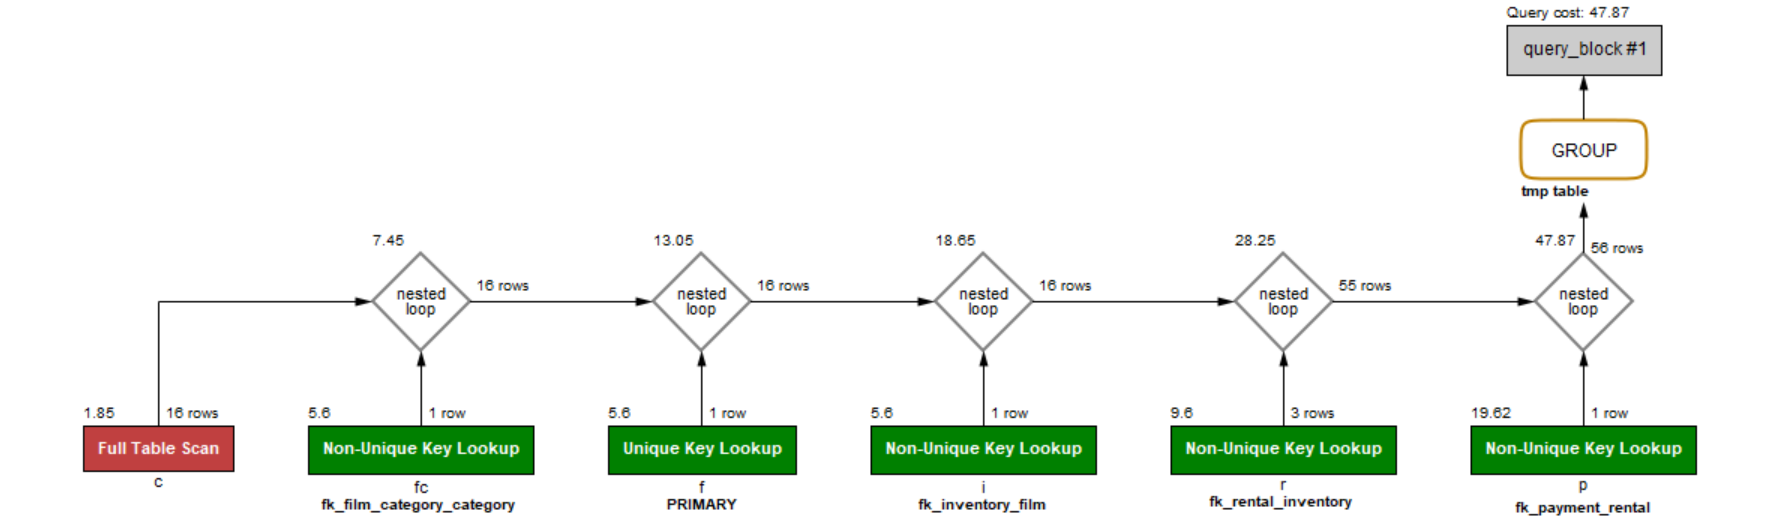 Query cost: 47.87
query_block #1
GROUP
tmp table
7.45
13.05
18.65
28.25
47.87
56 rows
nested
loop
16 rows
nested
loop
16 rows
nested
loop
16 rows
nested
loop
55 rows
nested
loop
1.85
16 rows
5.6
1 row
5.6
1 row
5.6
1 row
9.6
3 rows
19.62
1 row
Full Table Scan
Non-Unique Key Lookup
Unique Key Lookup
Non-Unique Key Lookup
Non-Unique Key Lookup
Non-Unique Key Lookup
c
fc
f
i
r
p
fk_film_category_category
PRIMARY
fk_inventory_film
fk_rental_inventory
fk_payment_rental